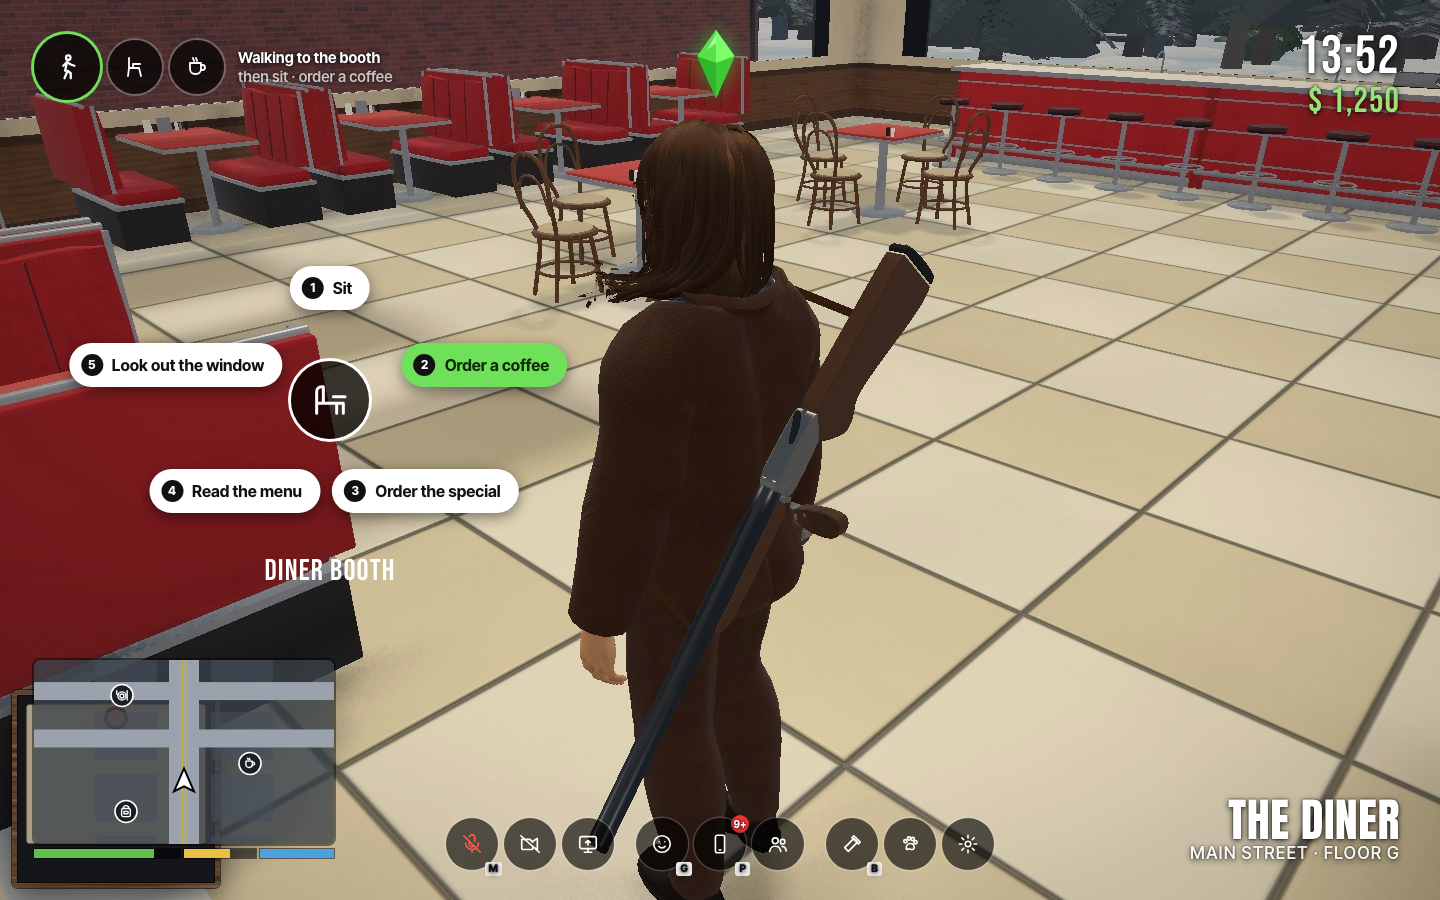 Walking to the booth
then sit · order a coffee
13:52
$ 1,250
1 Sit
5 Look out the window
2 Order a coffee
4 Read the menu
3 Order the special
DINER BOOTH
9+
M
G
P
B
THE DINER
MAIN STREET · FLOOR G